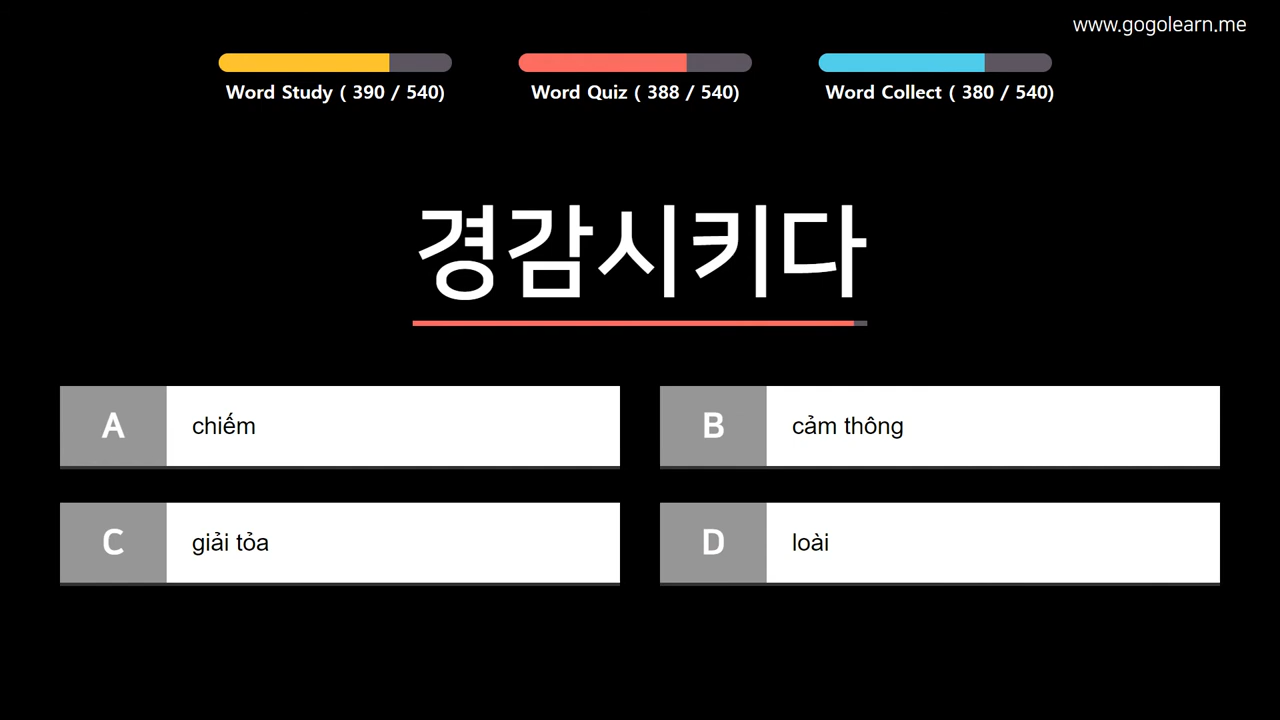 www.gogolearn.me
Word Study ( 390 / 540)
Word Quiz ( 388 / 540)
Word Collect ( 380 / 540)
경감시키다
A chiếm
B cảm thông
C giải tỏa
D loài